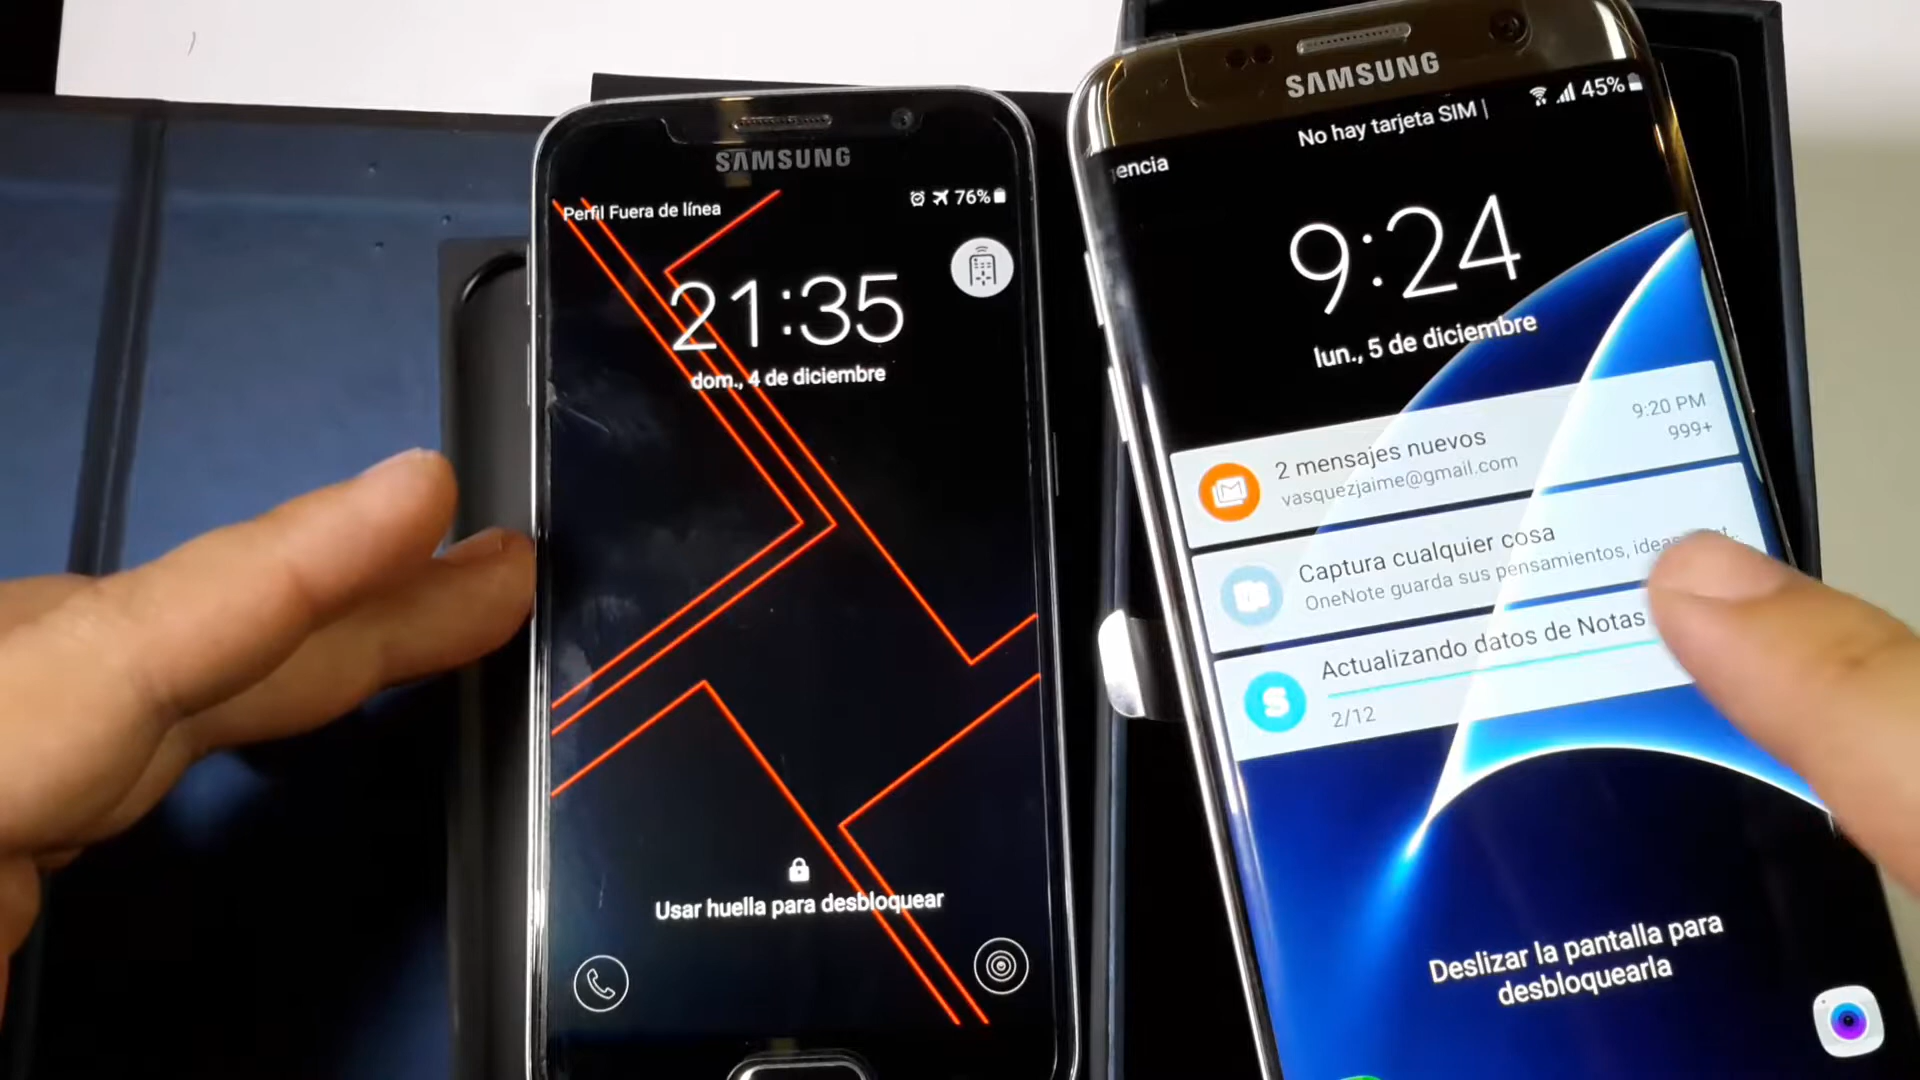 SAMSUNG
Perfil Fuera de línea
76%
21:35
dom., 4 de diciembre
Usar huella para desbloquear
SAMSUNG
No hay tarjeta SIM |
45%
gencia
9:24
lun., 5 de diciembre
2 mensajes nuevos
9:20 PM
vasquezjaime@gmail.com
999+
Captura cualquier cosa
OneNote guarda sus pensamientos, ideas
Actualizando datos de Notas
2/12
Deslizar la pantalla para
desbloquearla